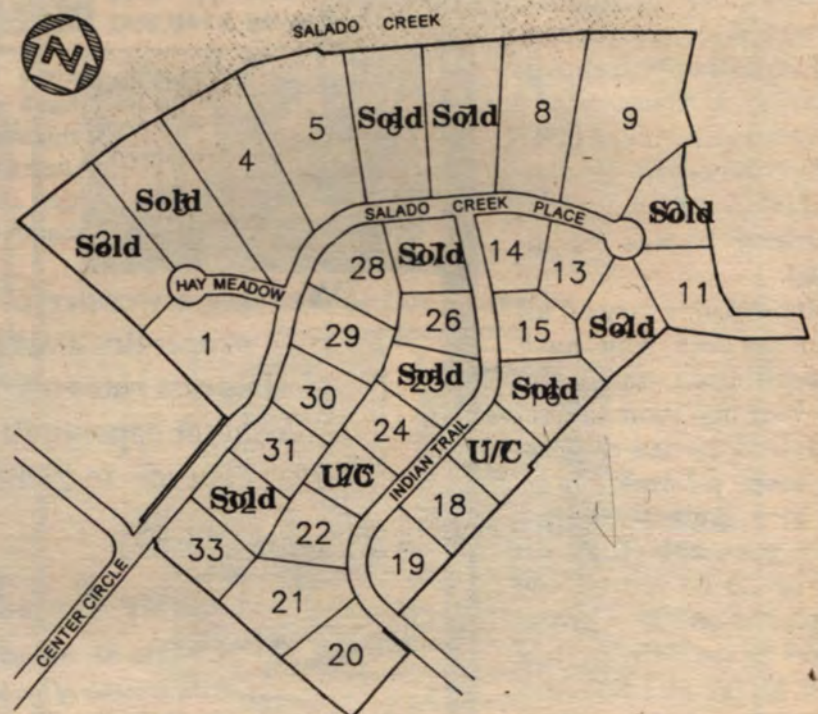 SALADO CREEK
N
5
Sold
Sold
8
9
4
Sold
Sold
Sold
SALADO CREEK PLACE
28
Sold
14
13
11
HAY MEADOW
1
29
26
15
Sold
30
Sold
Sold
24
31
U/C
INDIAN TRAIL
U/C
Sold
18
33
22
19
21
20
CENTER CIRCLE